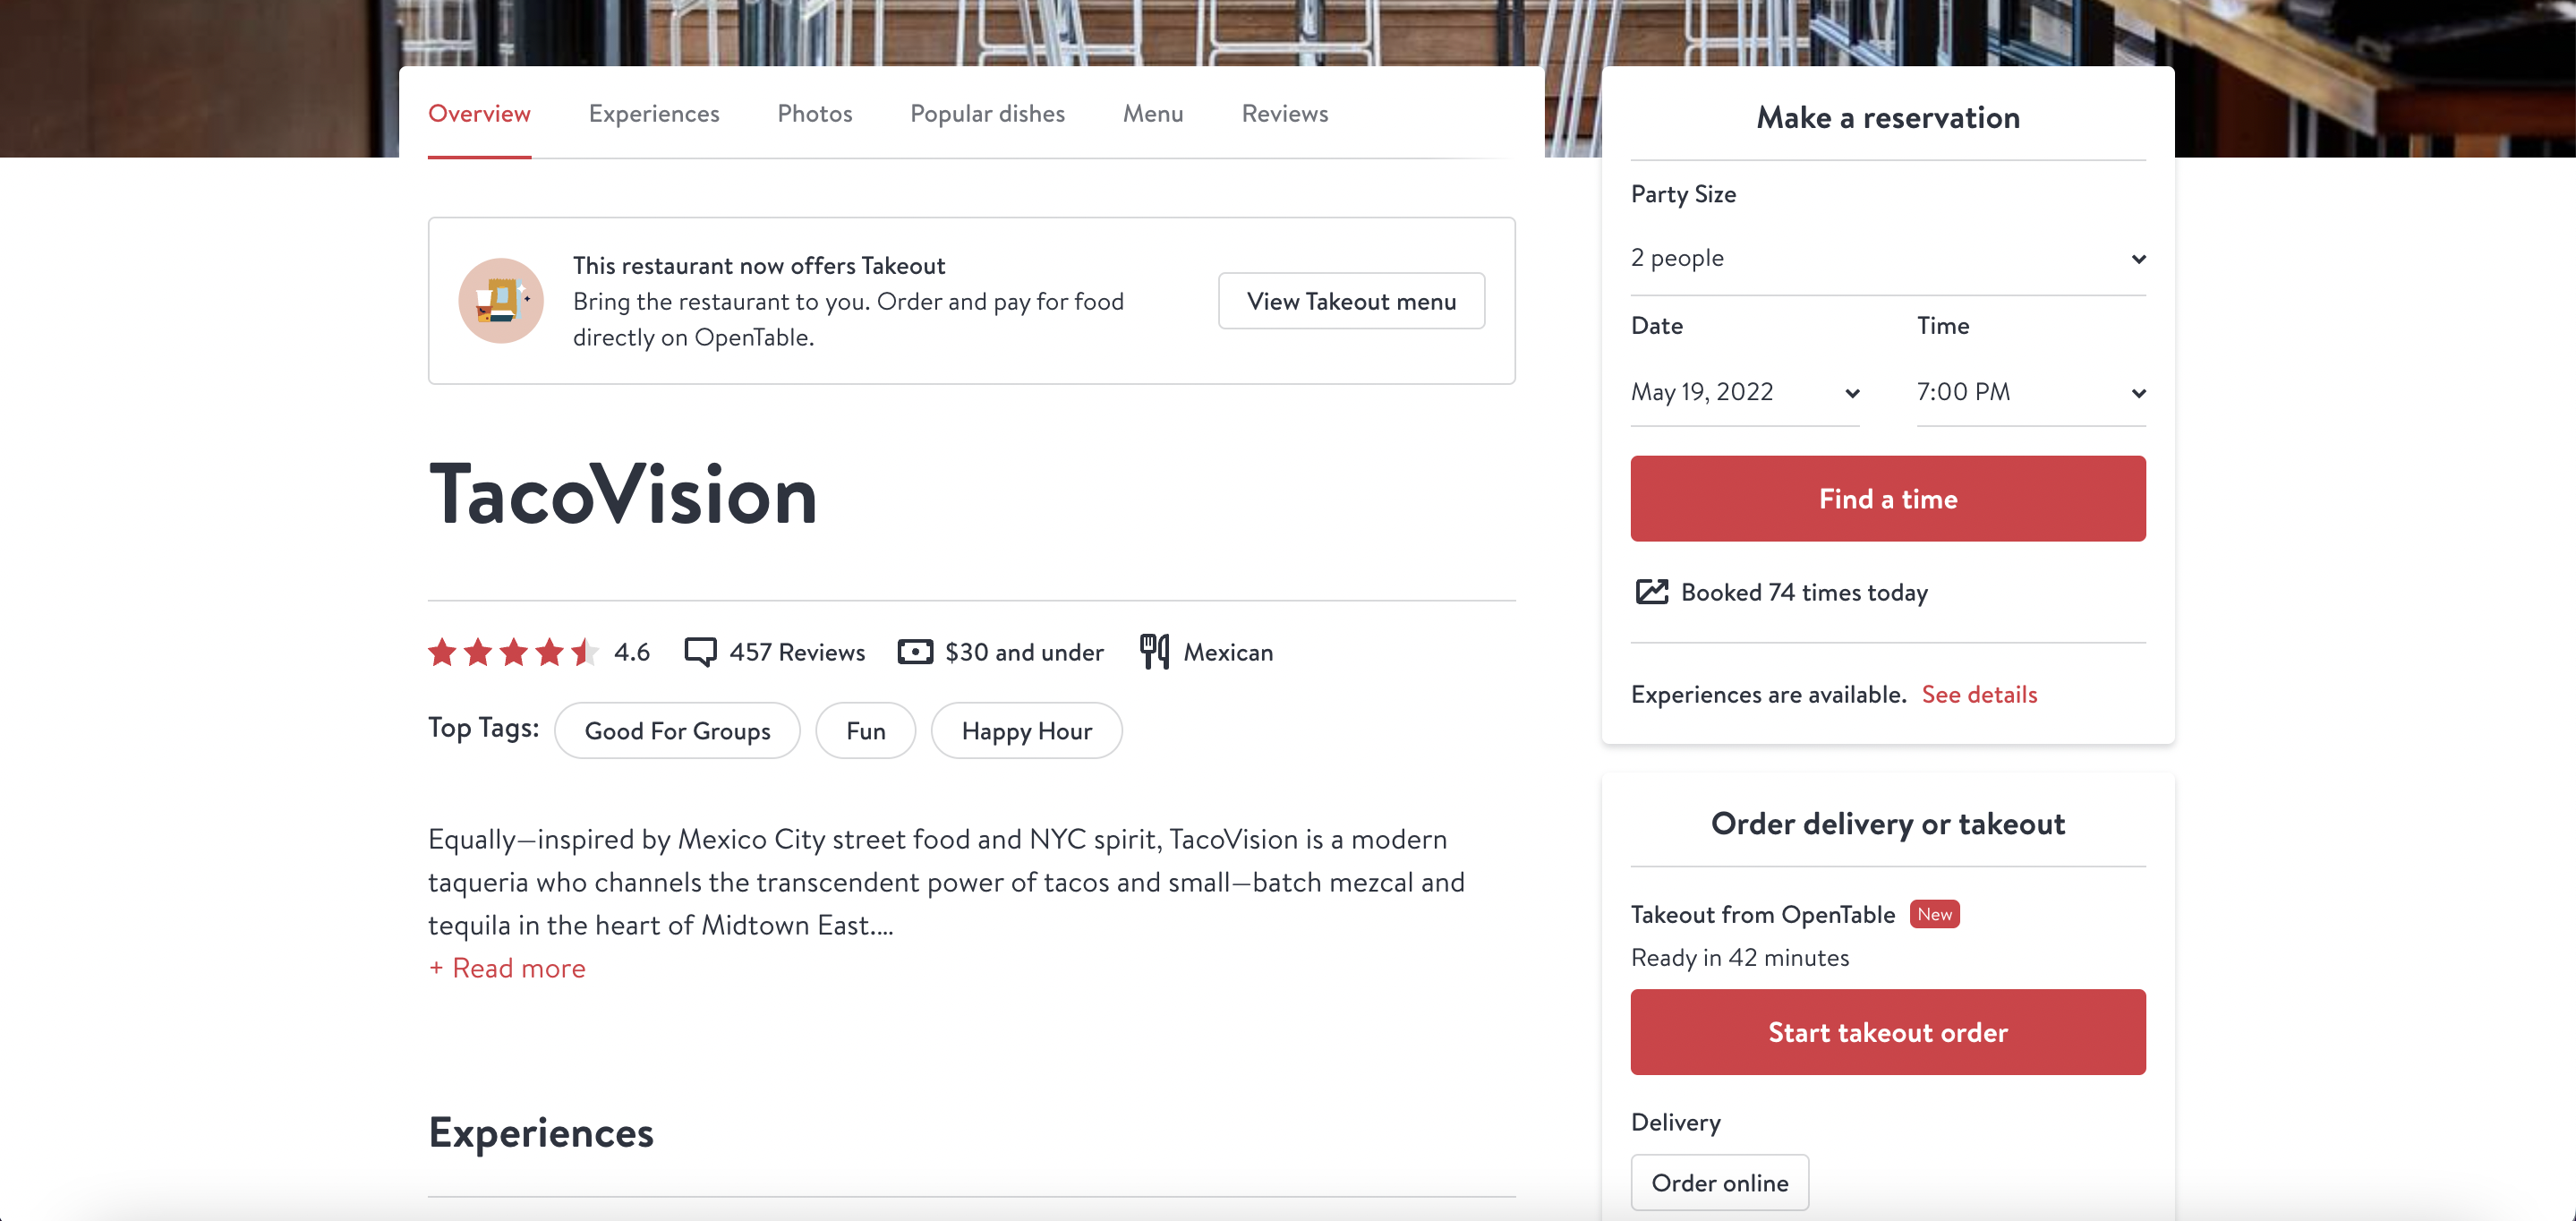 Overview Experiences Photos Popular dishes Menu Reviews
This restaurant now offers Takeout
Bring the restaurant to you. Order and pay for food
directly on OpenTable.
View Takeout menu
TacoVision
4.6 457 Reviews $30 and under Mexican
Top Tags: Good For Groups Fun Happy Hour
Equally—inspired by Mexico City street food and NYC spirit, TacoVision is a modern
taqueria who channels the transcendent power of tacos and small—batch mezcal and
tequila in the heart of Midtown East....
+ Read more
Experiences
Make a reservation
Party Size
2 people
Date Time
May 19, 2022 7:00 PM
Find a time
Booked 74 times today
Experiences are available. See details
Order delivery or takeout
Takeout from OpenTable New
Ready in 42 minutes
Start takeout order
Delivery
Order online